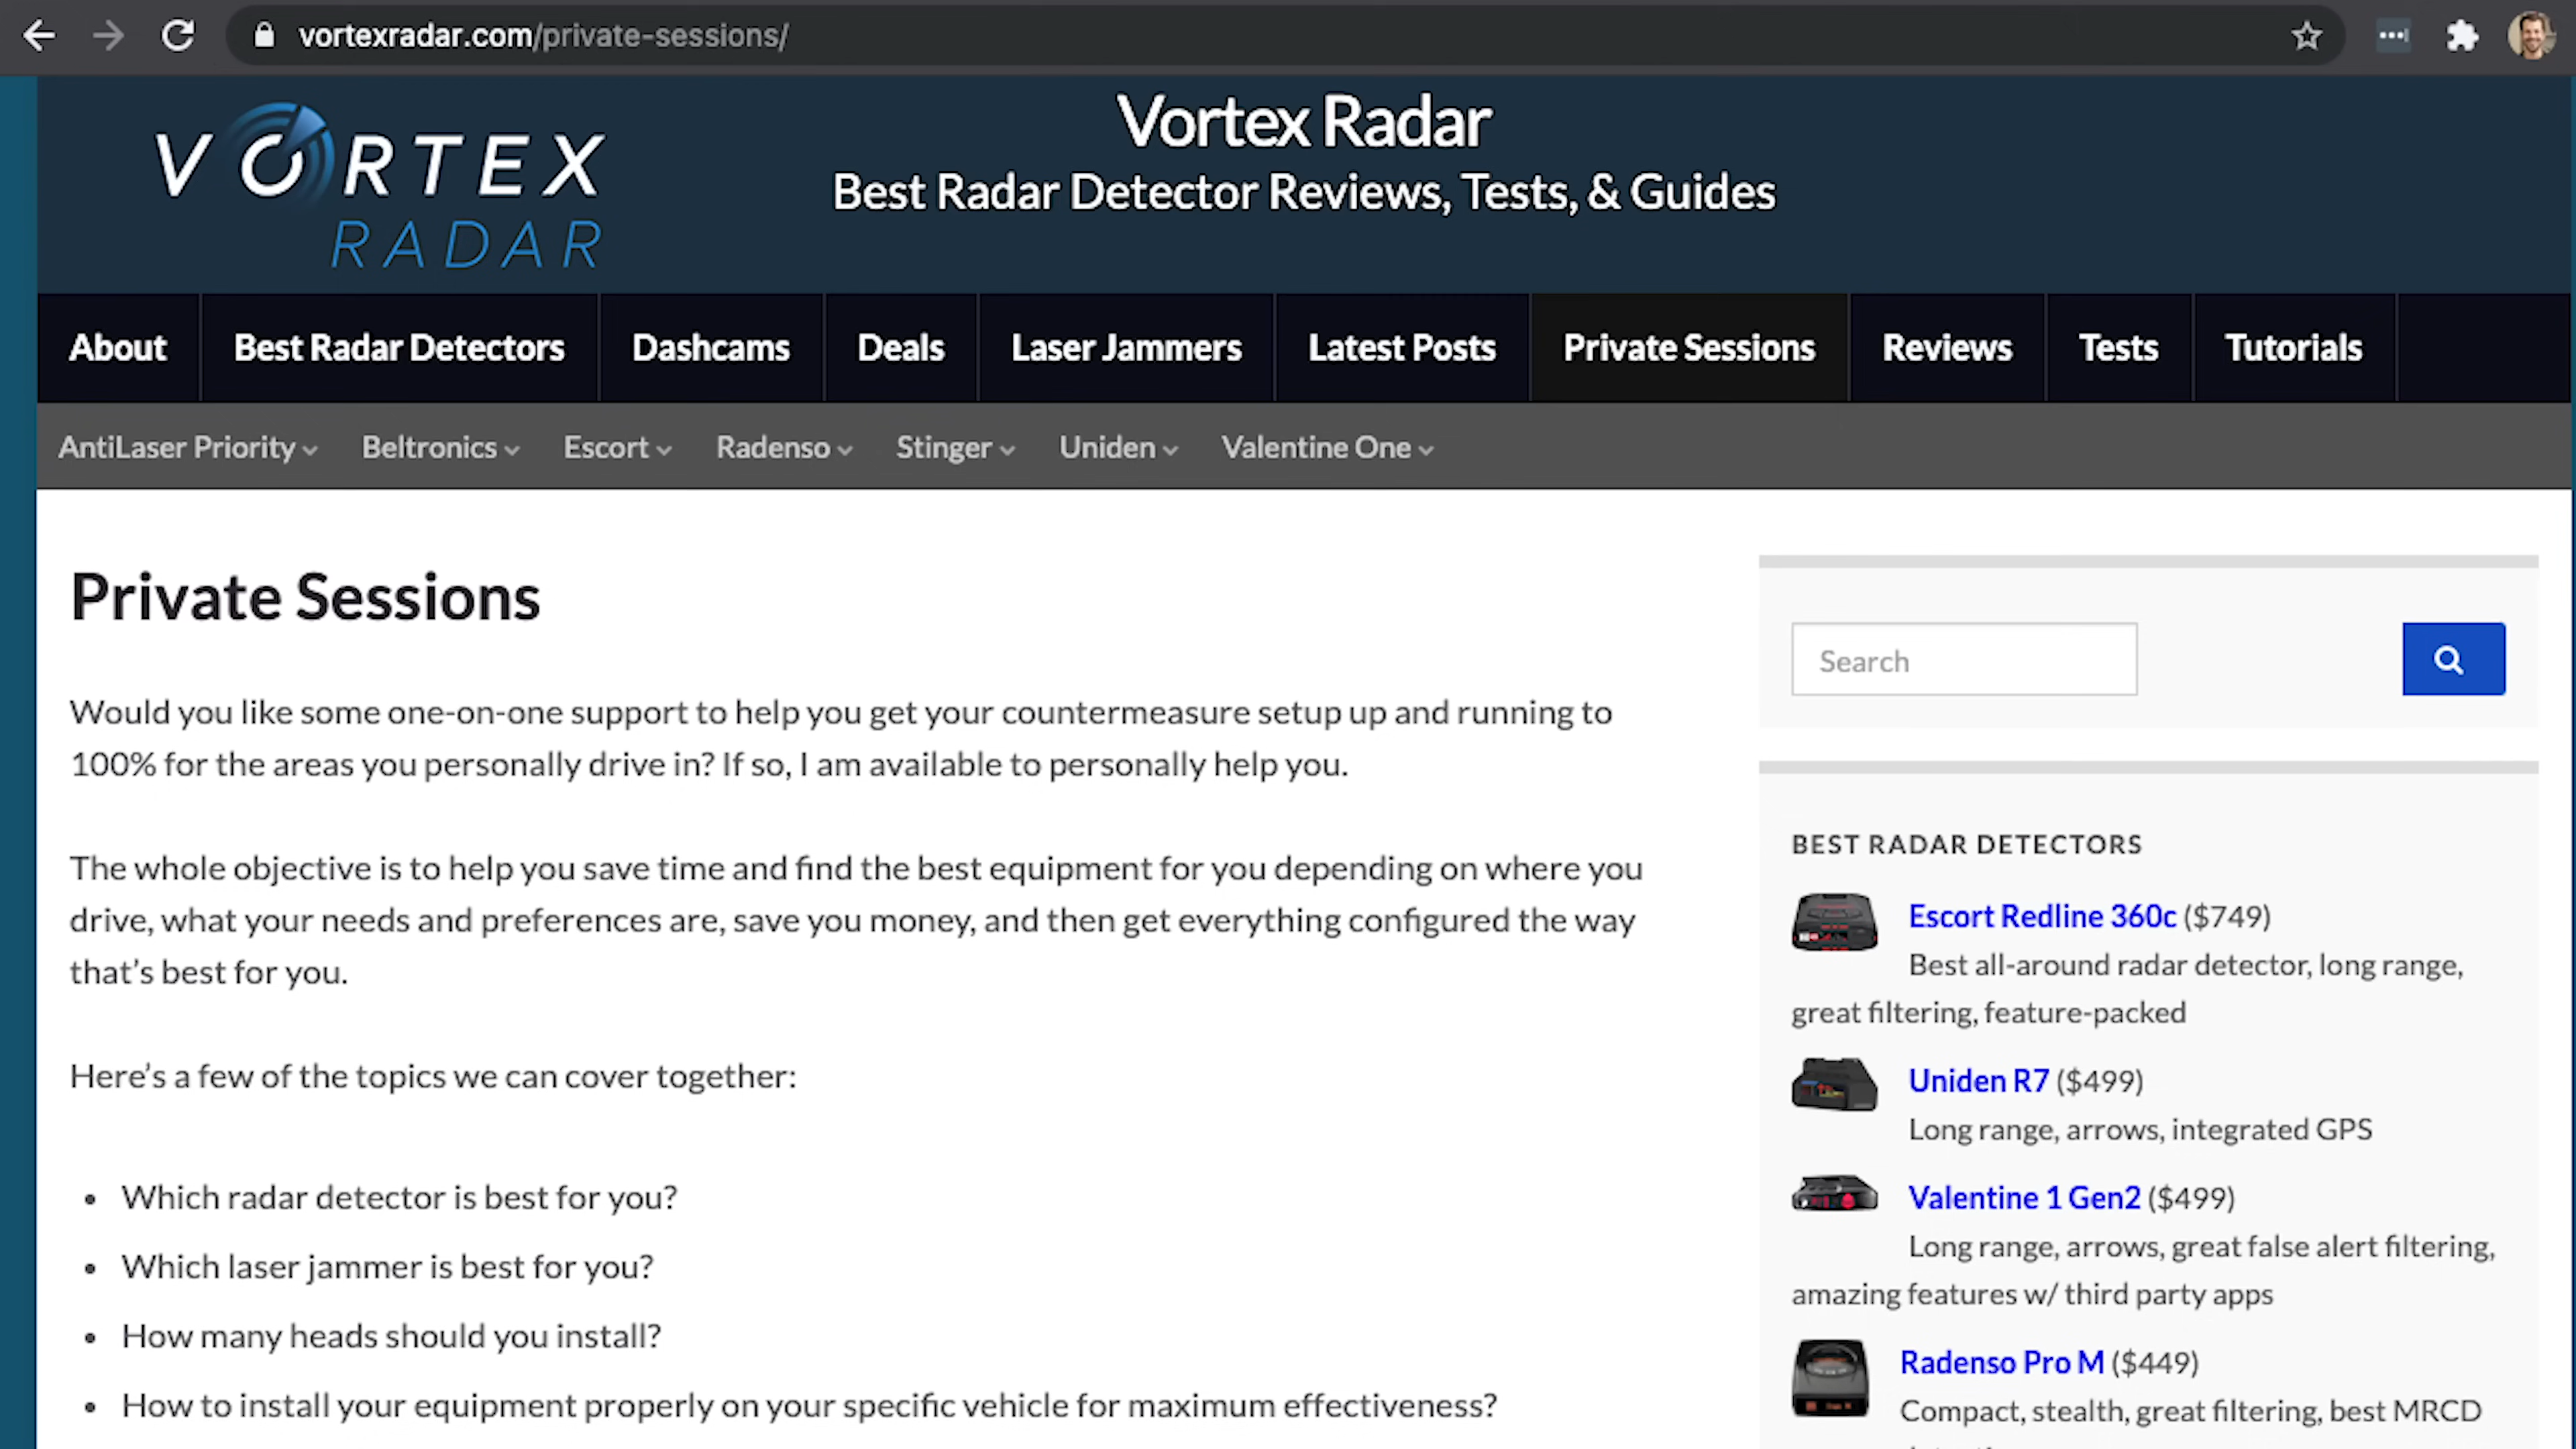 vortexradar.com/private-sessions/
VORTEX
RADAR
Vortex Radar
Best Radar Detector Reviews, Tests, & Guides
About Best Radar Detectors Dashcams Deals Laser Jammers Latest Posts Private Sessions Reviews Tests Tutorials
AntiLaser Priority Beltronics Escort Radenso Stinger Uniden Valentine One
Private Sessions
Would you like some one-on-one support to help you get your countermeasure setup up and running to
100% for the areas you personally drive in? If so, I am available to personally help you.
The whole objective is to help you save time and find the best equipment for you depending on where you
drive, what your needs and preferences are, save you money, and then get everything configured the way
that's best for you.
Here's a few of the topics we can cover together:
• Which radar detector is best for you?
• Which laser jammer is best for you?
• How many heads should you install?
• How to install your equipment properly on your specific vehicle for maximum effectiveness?
Search
BEST RADAR DETECTORS
Escort Redline 360c ($749)
Best all-around radar detector, long range,
great filtering, feature-packed
Uniden R7 ($499)
Long range, arrows, integrated GPS
Valentine 1 Gen2 ($499)
Long range, arrows, great false alert filtering,
amazing features w/ third party apps
Radenso Pro M ($449)
Compact, stealth, great filtering, best MRCD